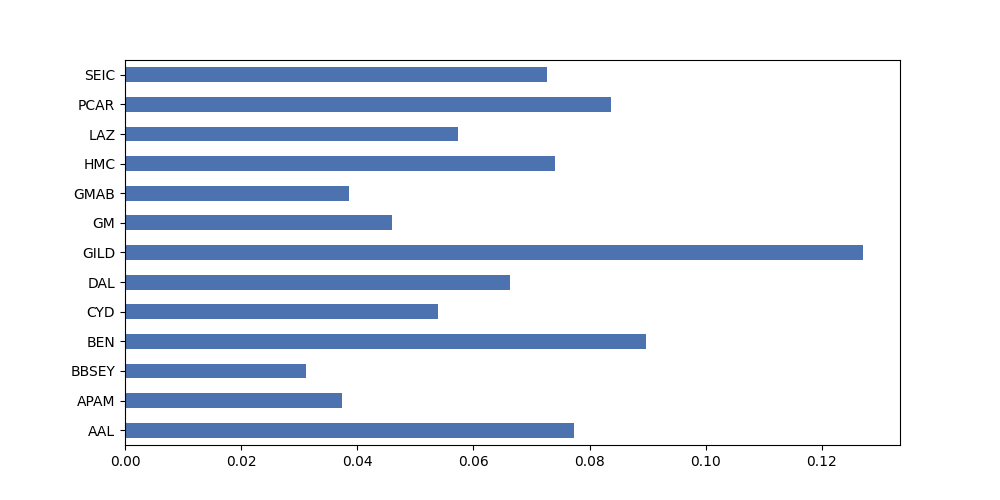 SEIC
PCAR
LAZ
HMC
GMAB
GM
GILD
DAL
CYD
BEN
BBSEY
APAM
AAL
0.00 0.02 0.04 0.06 0.08 0.10 0.12